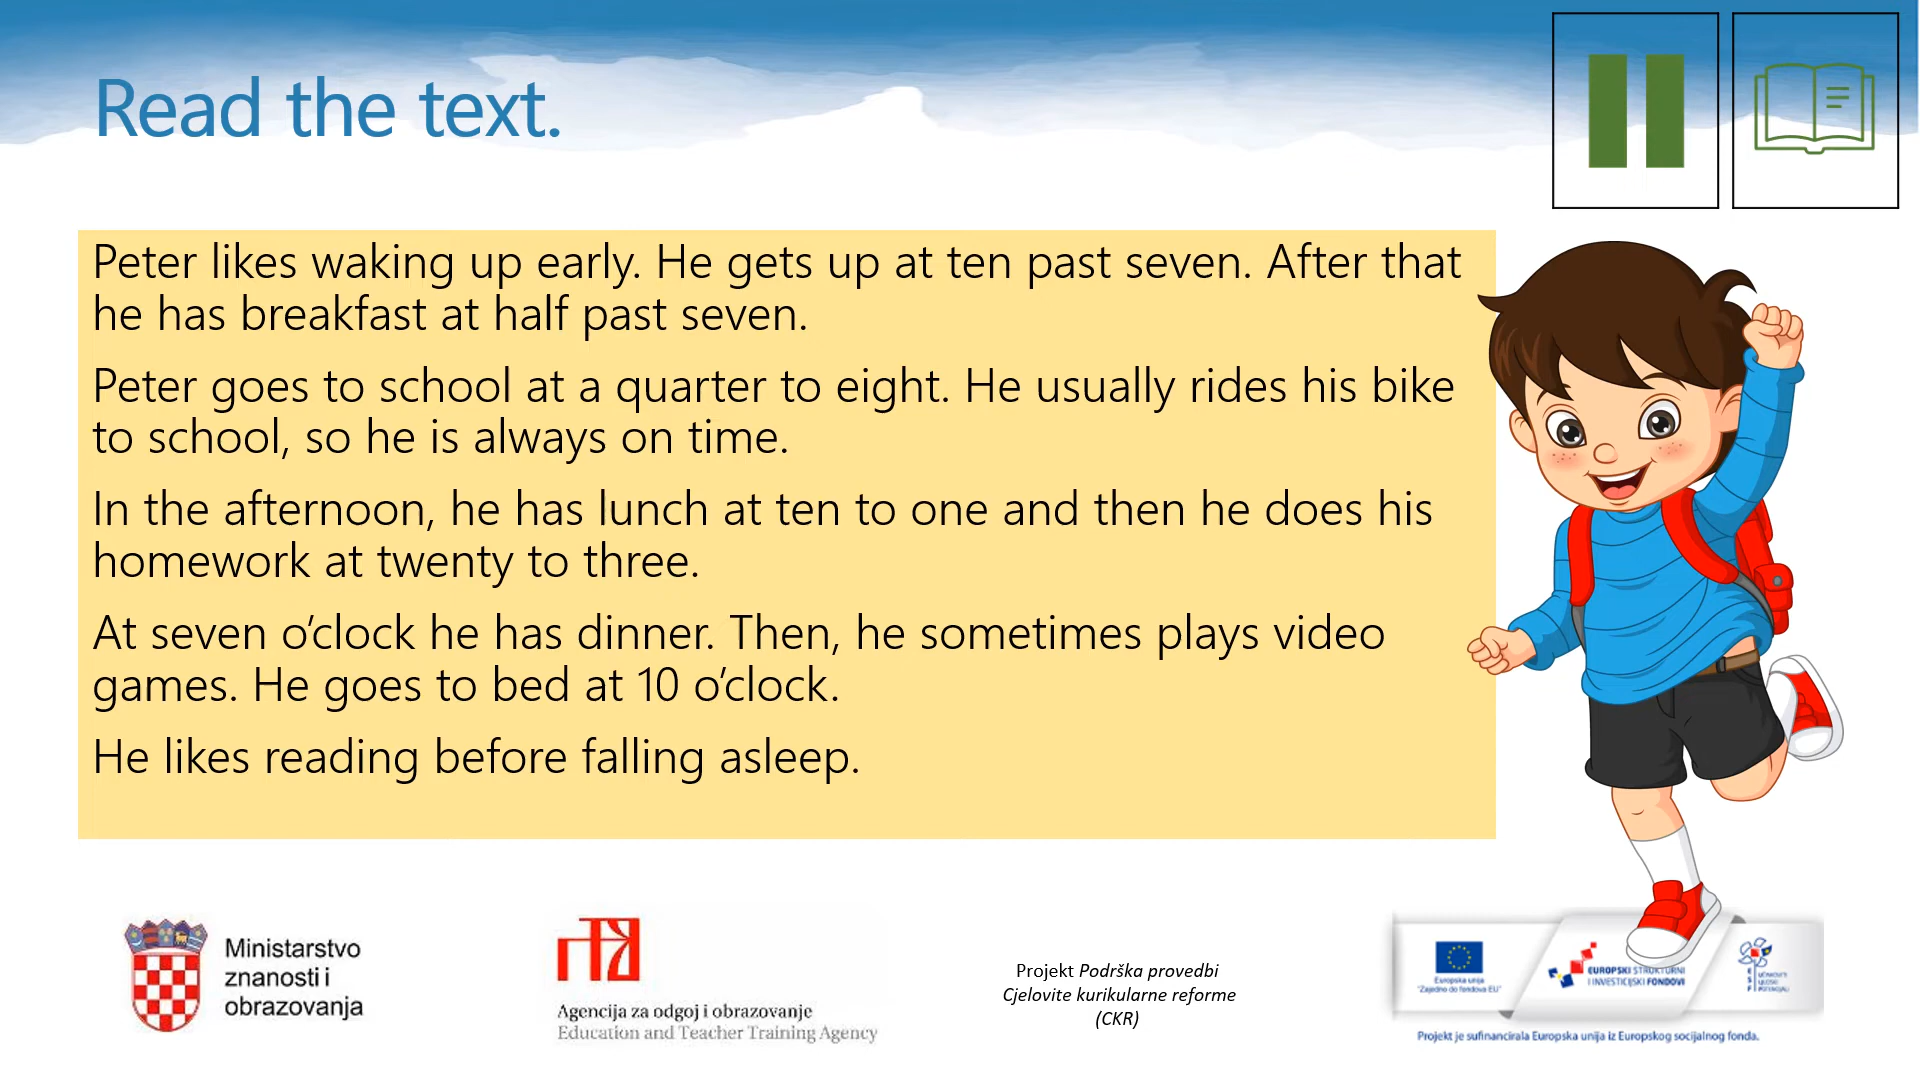 Read the text.
Peter likes waking up early. He gets up at ten past seven. After that
he has breakfast at half past seven.
Peter goes to school at a quarter to eight. He usually rides his bike
to school, so he is always on time.
In the afternoon, he has lunch at ten to one and then he does his
homework at twenty to three.
At seven o’clock he has dinner. Then, he sometimes plays video
games. He goes to bed at 10 o’clock.
He likes reading before falling asleep.
Ministarstvo
znanosti i
obrazovanja
Agencija za odgoj i obrazovanje
Education and Teacher Training Agency
Projekt Podrška provedbi
Cjelovite kurikularne reforme
(CKR)
Europska unija
"Zajedno do fondova EU"
EUROPSKI STRUKTURNI
I INVESTICIJSKI FONDOVI
Projekt je sufinancirala Europska unija iz Europskog socijalnog fonda.